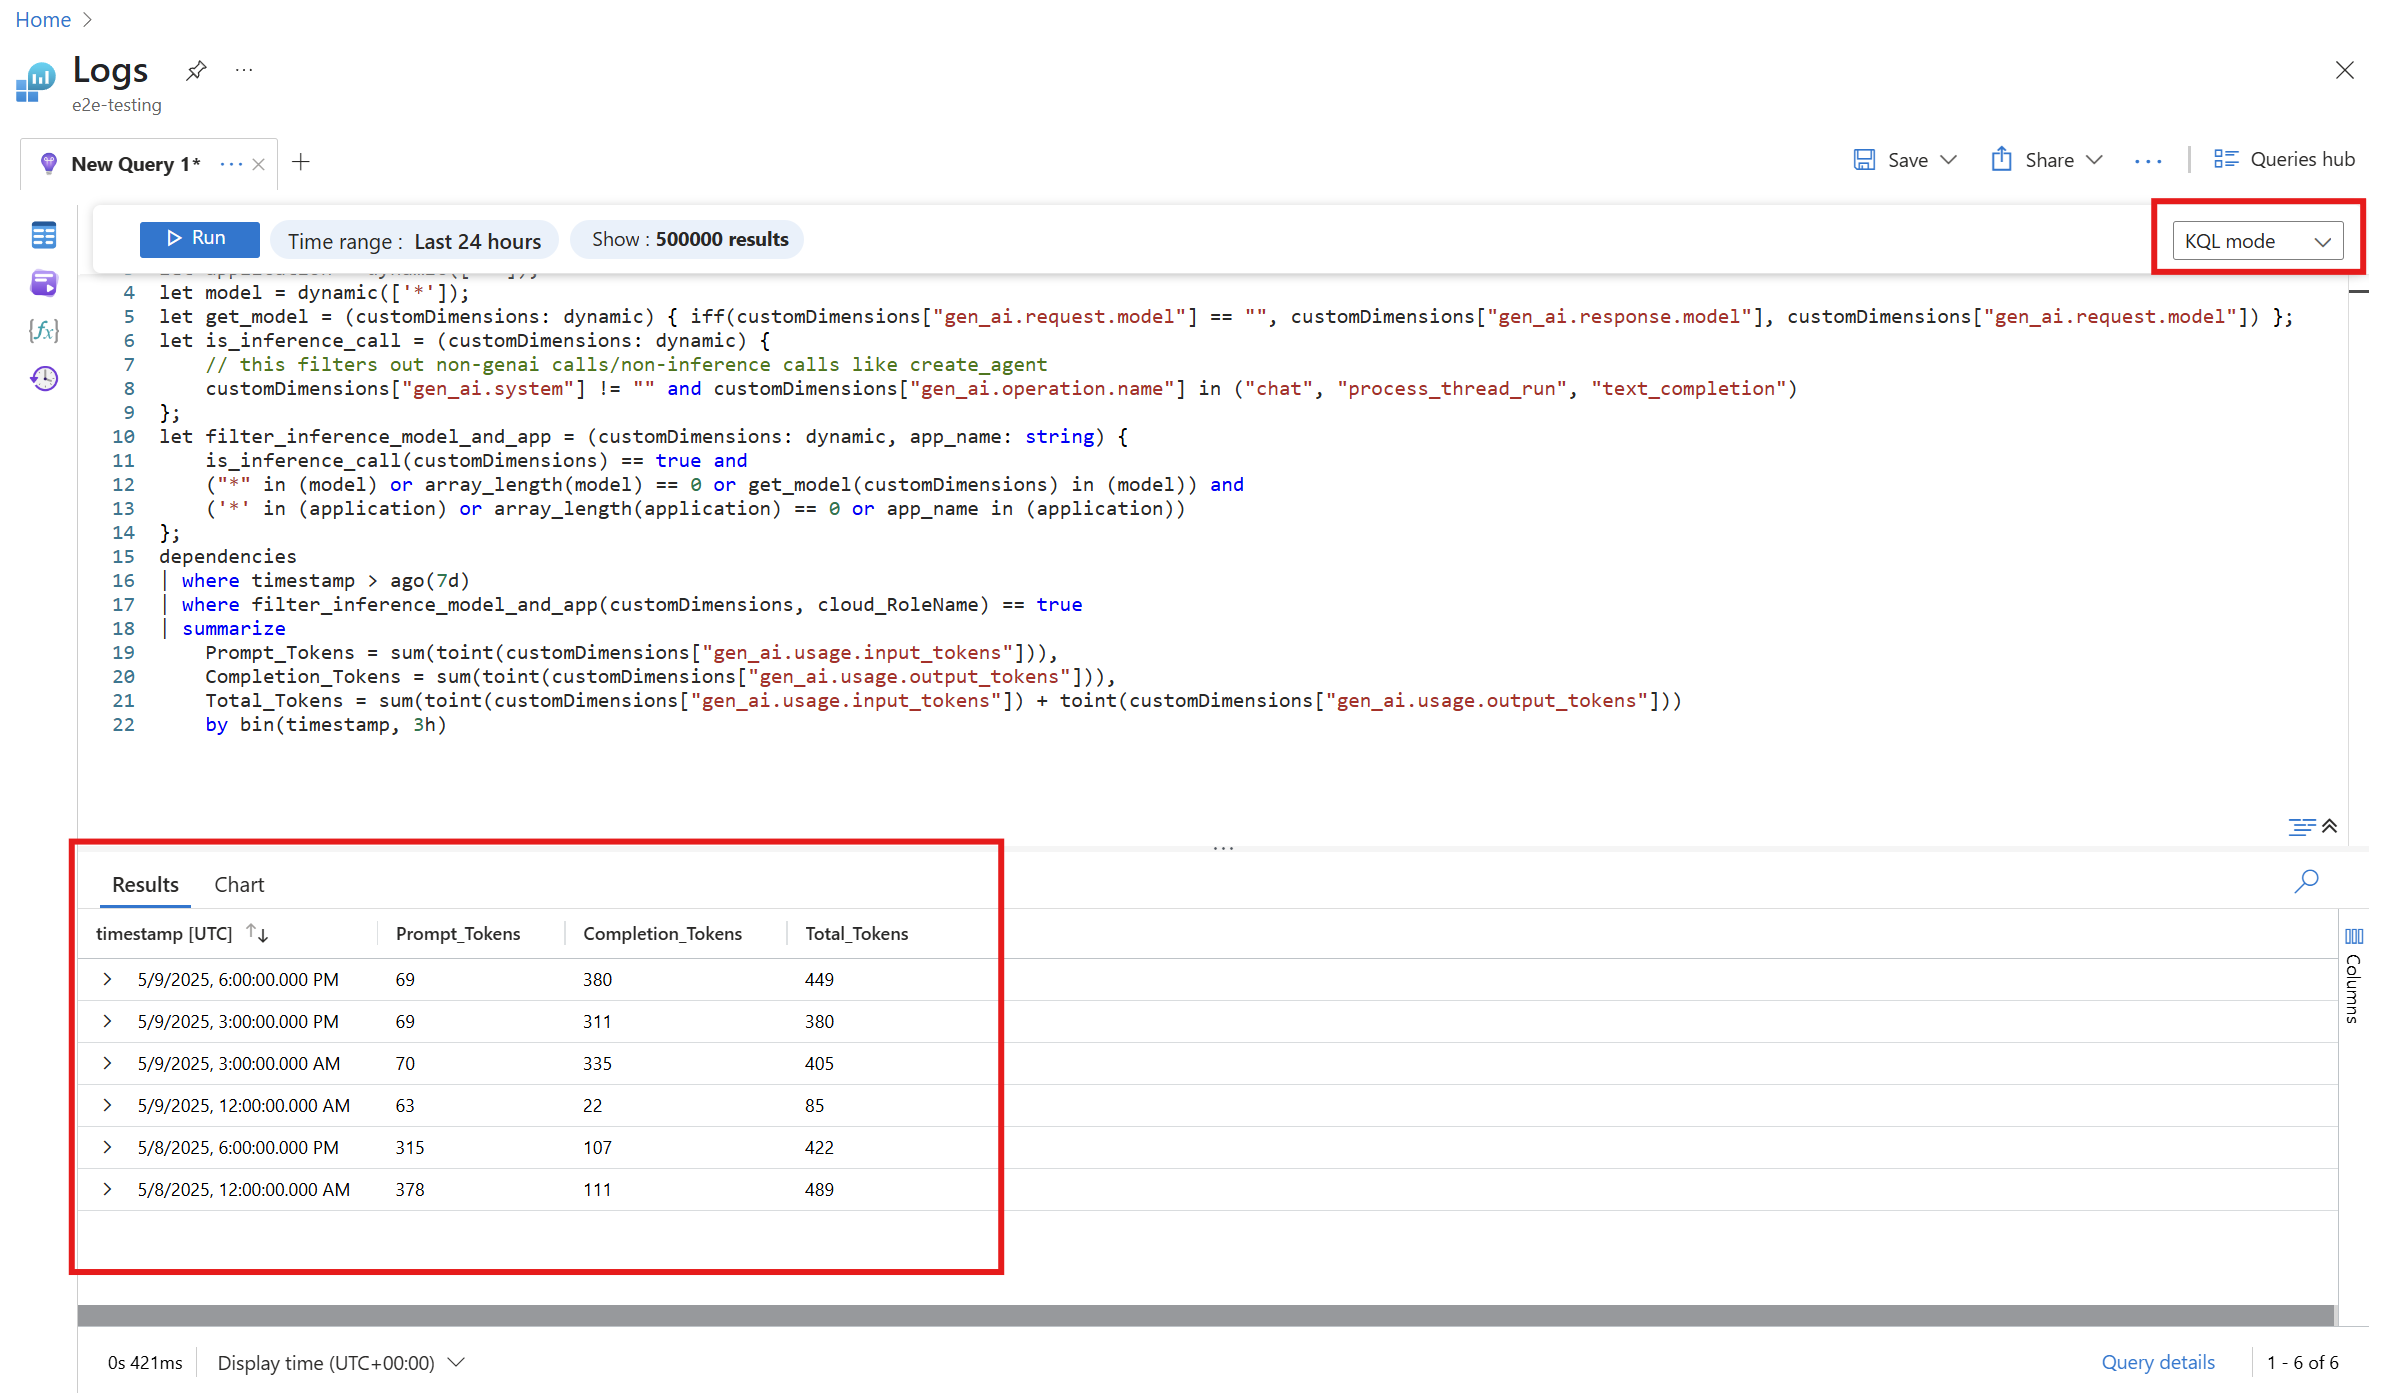 Home
Logs
e2e-testing
New Query 1*
Save
Share
Queries hub
Run
Time range : Last 24 hours
Show : 500000 results
KQL mode
4 let model = dynamic(['*']);
5 let get_model = (customDimensions: dynamic) { iff(customDimensions["gen_ai.request.model"] == "", customDimensions["gen_ai.response.model"], customDimensions["gen_ai.request.model"]) };
6 let is_inference_call = (customDimensions: dynamic) {
7 // this filters out non-genai calls/non-inference calls like create_agent
8 customDimensions["gen_ai.system"] != "" and customDimensions["gen_ai.operation.name"] in ("chat", "process_thread_run", "text_completion")
9 };
10 let filter_inference_model_and_app = (customDimensions: dynamic, app_name: string) {
11 is_inference_call(customDimensions) == true and
12 ("*" in (model) or array_length(model) == 0 or get_model(customDimensions) in (model)) and
13 ('*' in (application) or array_length(application) == 0 or app_name in (application))
14 };
15 dependencies
16 | where timestamp > ago(7d)
17 | where filter_inference_model_and_app(customDimensions, cloud_RoleName) == true
18 | summarize
19 Prompt_Tokens = sum(toint(customDimensions["gen_ai.usage.input_tokens"])),
20 Completion_Tokens = sum(toint(customDimensions["gen_ai.usage.output_tokens"])),
21 Total_Tokens = sum(toint(customDimensions["gen_ai.usage.input_tokens"]) + toint(customDimensions["gen_ai.usage.output_tokens"]))
22 by bin(timestamp, 3h)
Results Chart
timestamp [UTC] Prompt_Tokens Completion_Tokens Total_Tokens
5/9/2025, 6:00:00.000 PM 69 380 449
5/9/2025, 3:00:00.000 PM 69 311 380
5/9/2025, 3:00:00.000 AM 70 335 405
5/9/2025, 12:00:00.000 AM 63 22 85
5/8/2025, 6:00:00.000 PM 315 107 422
5/8/2025, 12:00:00.000 AM 378 111 489
Columns
0s 421ms
Display time (UTC+00:00)
Query details
1 - 6 of 6